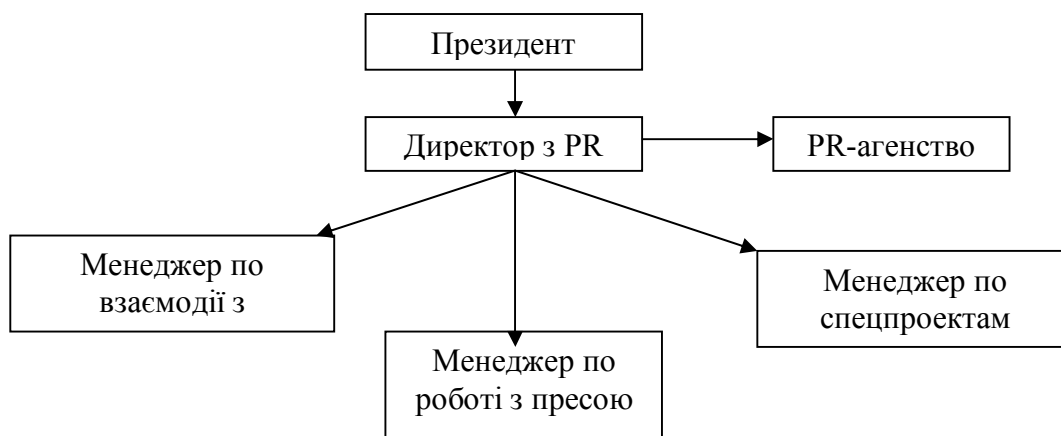 Президент
Директор з PR
PR-агенство
Менеджер по
взаємодії з
Менеджер по
роботі з пресою
Менеджер по
спецпроектам